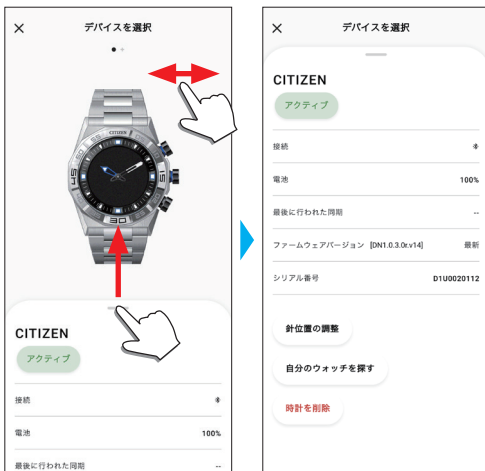 デバイスを選択
CITIZEN
60
55
45
30
15
CITIZEN
アクティブ
接続
電池 100%
最後に行われた同期 --
デバイスを選択
CITIZEN
アクティブ
接続
電池 100%
最後に行われた同期 --
ファームウェアバージョン [DN1.0.3.0r.v14] 最新
シリアル番号 D1U0020112
針位置の調整
自分のウォッチを探す
時計を削除